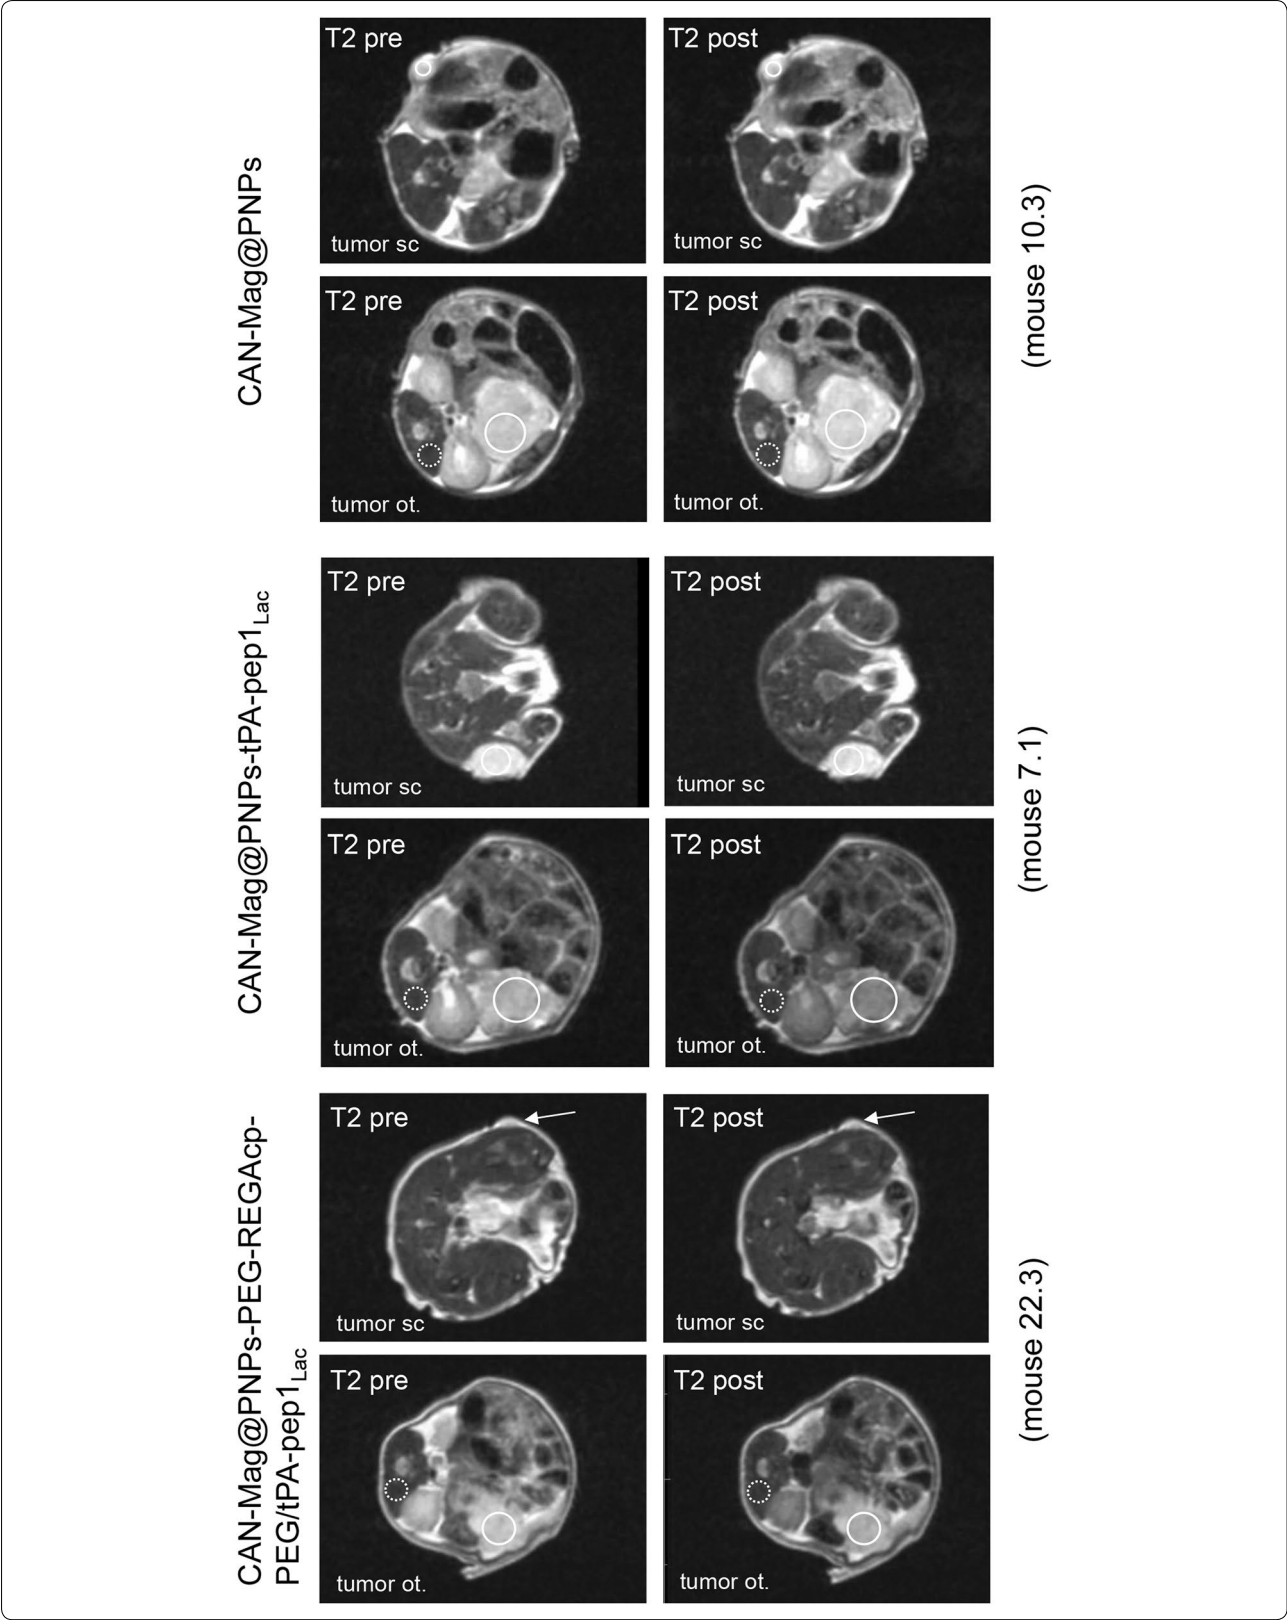 CAN-Mag@PNPs
T2 pre
T2 post
tumor sc
tumor sc
T2 pre
T2 post
tumor ot.
tumor ot.
(mouse 10.3)
CAN-Mag@PNPs-tPA-pep1Lac
T2 pre
T2 post
tumor sc
tumor sc
T2 pre
T2 post
tumor ot.
tumor ot.
(mouse 7.1)
CAN-Mag@PNPs-PEG-REGAcp-
PEG/tPA-pep1Lac
T2 pre
T2 post
tumor sc
tumor sc
T2 pre
T2 post
tumor ot.
tumor ot.
(mouse 22.3)